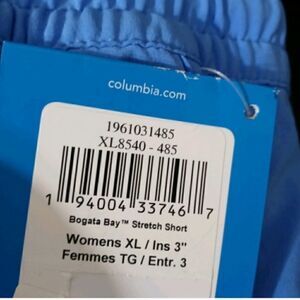 columbia.com
1961031485
XL8540 - 485
1 94004 33746 7
Bogata Bay™ Stretch Short
Womens XL / Ins 3"
Femmes TG / Entr. 3